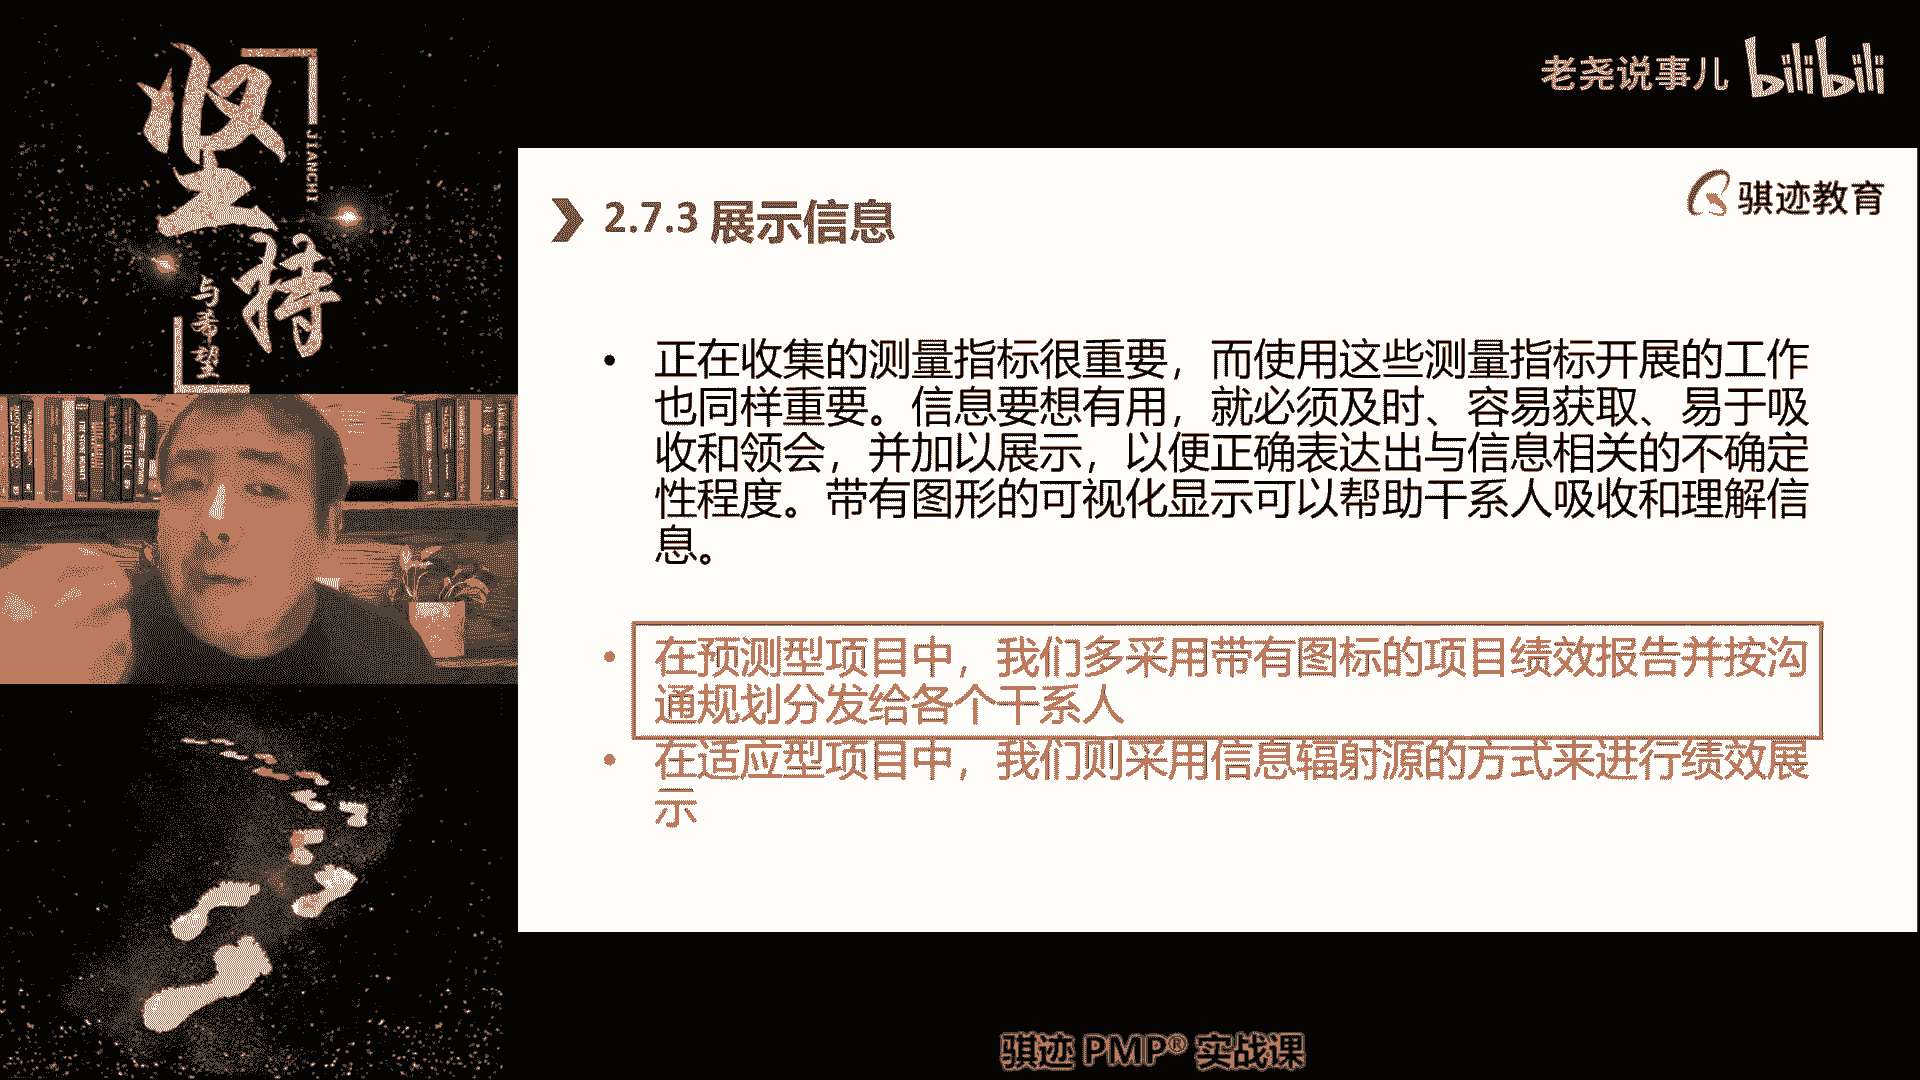 坚持
JIANCHI
与希望
老尧说事儿 bilibili
骐迹教育
2.7.3 展示信息
• 正在收集的测量指标很重要，而使用这些测量指标开展的工作
也同样重要。信息要想有用，就必须及时、容易获取、易于吸
收和领会，并加以展示，以便正确表达出与信息相关的不确定
性程度。带有图形的可视化显示可以帮助干系人吸收和理解信
息。
• 在预测型项目中，我们多采用带有图标的项目绩效报告并按沟
通规划分发给各个干系人
• 在适应型项目中，我们则采用信息辐射源的方式来进行绩效展
示
骐迹 PMP® 实战课